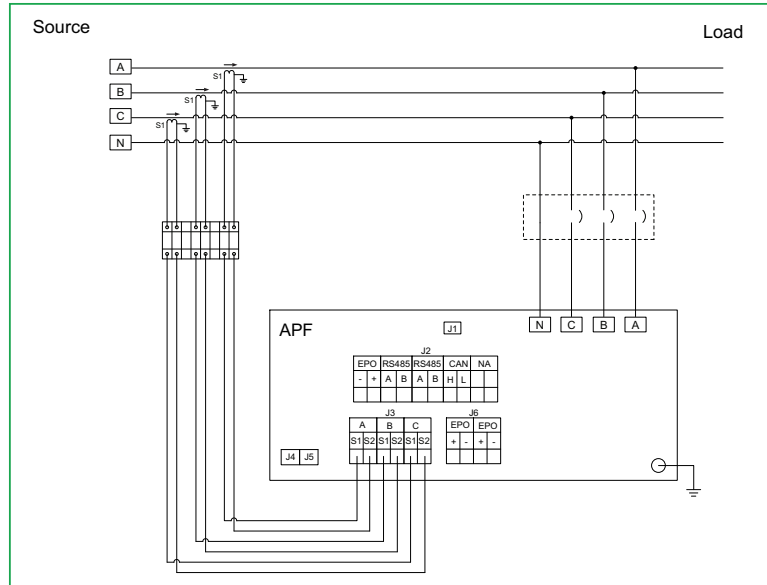 Source
Load
A
S1
B
S1
C
S1
N
APF
J1
N C B A
J2
EPO RS485 RS485 CAN NA
- + A B A B H L
J3
J6
A B C
EPO EPO
S1 S2 S1 S2 S1 S2
+ - + -
J4 J5